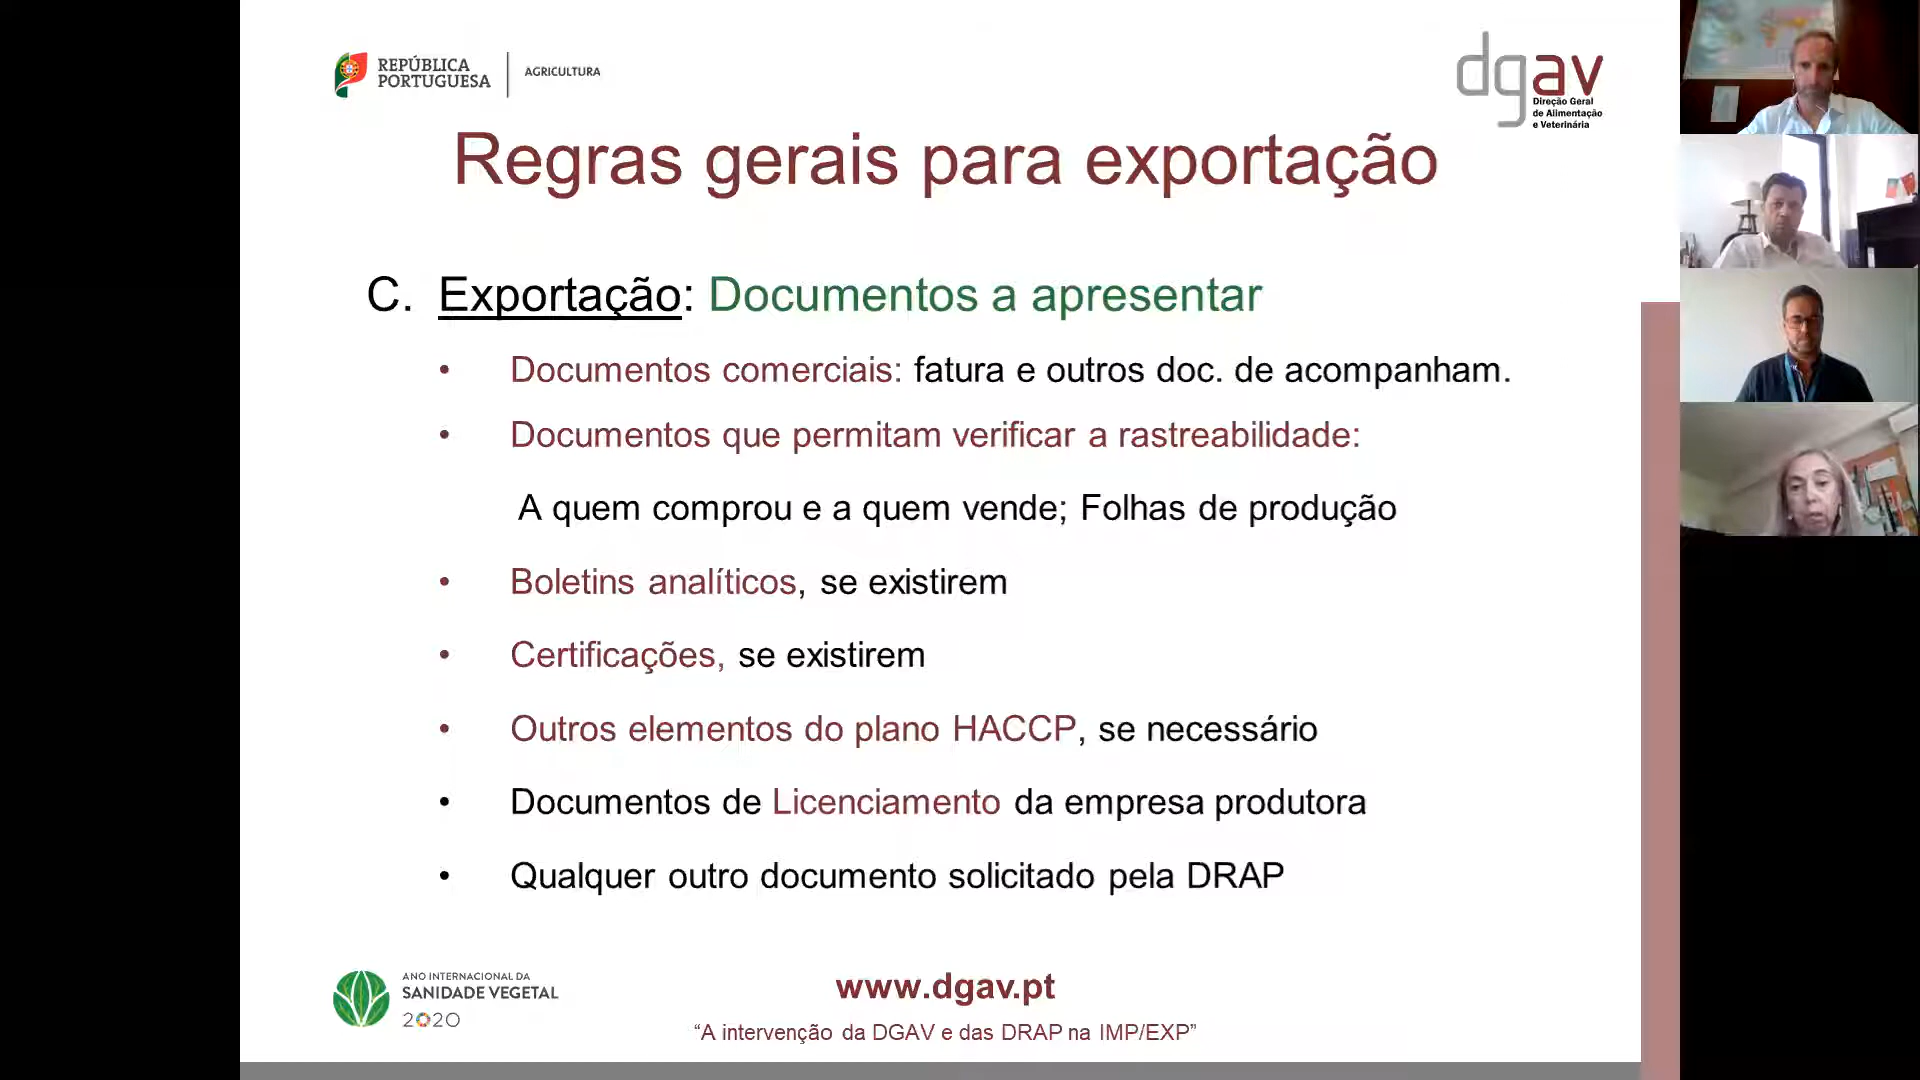 REPÚBLICA
PORTUGUESA
AGRICULTURA
dgav
Direção Geral
de Alimentação
e Veterinária
Regras gerais para exportação
C. Exportação: Documentos a apresentar
• Documentos comerciais: fatura e outros doc. de acompanham.
• Documentos que permitam verificar a rastreabilidade:
A quem comprou e a quem vende; Folhas de produção
• Boletins analíticos, se existirem
• Certificações, se existirem
• Outros elementos do plano HACCP, se necessário
• Documentos de Licenciamento da empresa produtora
• Qualquer outro documento solicitado pela DRAP
ANO INTERNACIONAL DA
SANIDADE VEGETAL
2020
www.dgav.pt
“A intervenção da DGAV e das DRAP na IMP/EXP”